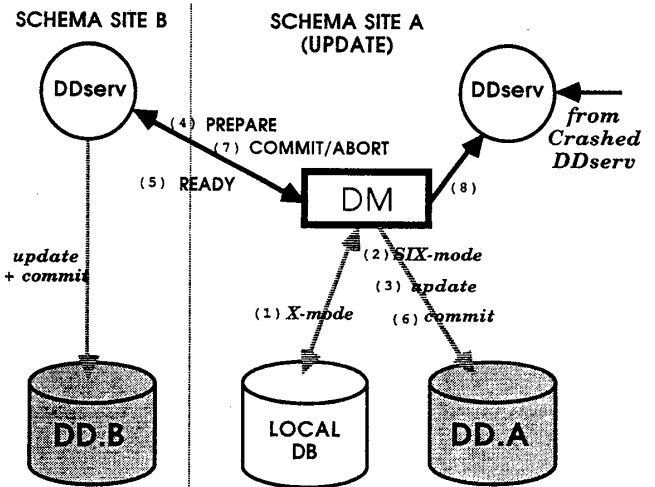 SCHEMA SITE B
SCHEMA SITE A
(UPDATE)
DDserv
DDserv
from
Crashed
DDserv
(4) PREPARE
(7) COMMIT/ABORT
(5) READY
DM
(8)
update
+ commit
(2) SIX-mode
(3) update
(1) X-mode
(6) commit
DD.B
LOCAL
DB
DD.A